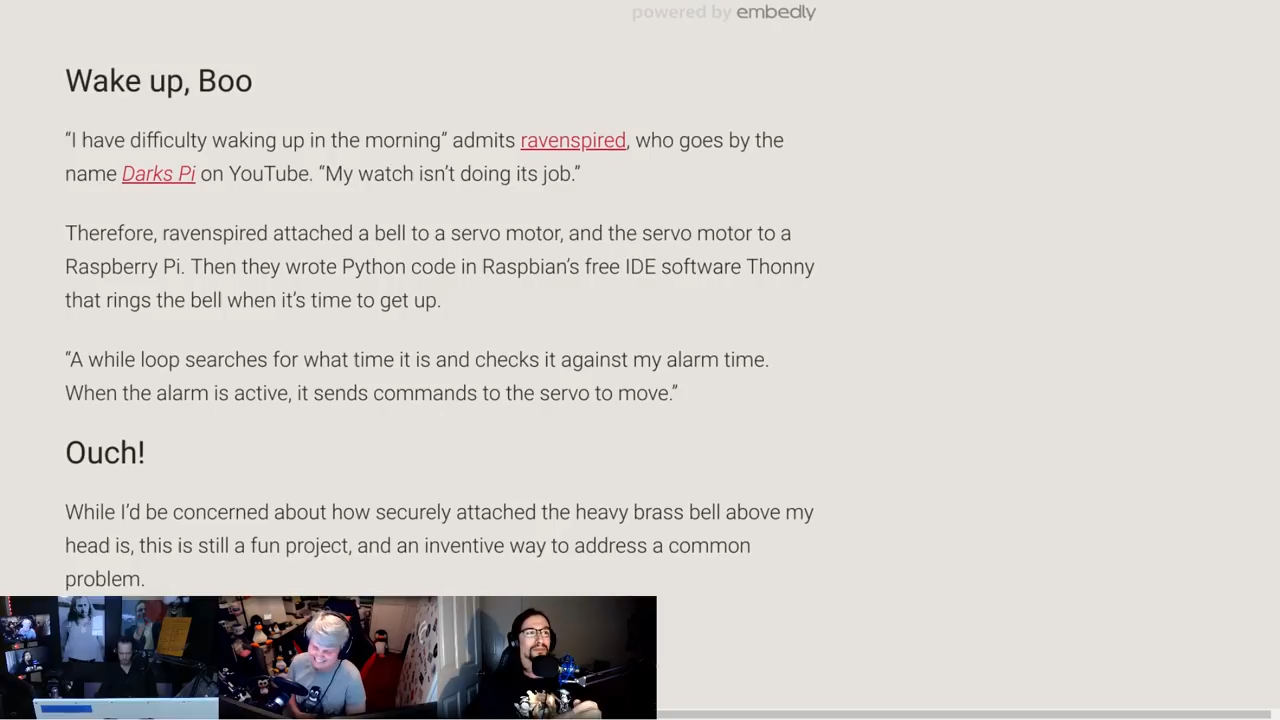 powered by embedly
Wake up, Boo
“I have difficulty waking up in the morning” admits ravenspired, who goes by the
name Darks Pi on YouTube. “My watch isn’t doing its job.”
Therefore, ravenspired attached a bell to a servo motor, and the servo motor to a
Raspberry Pi. Then they wrote Python code in Raspbian’s free IDE software Thonny
that rings the bell when it’s time to get up.
“A while loop searches for what time it is and checks it against my alarm time.
When the alarm is active, it sends commands to the servo to move.”
Ouch!
While I’d be concerned about how securely attached the heavy brass bell above my
head is, this is still a fun project, and an inventive way to address a common
problem.